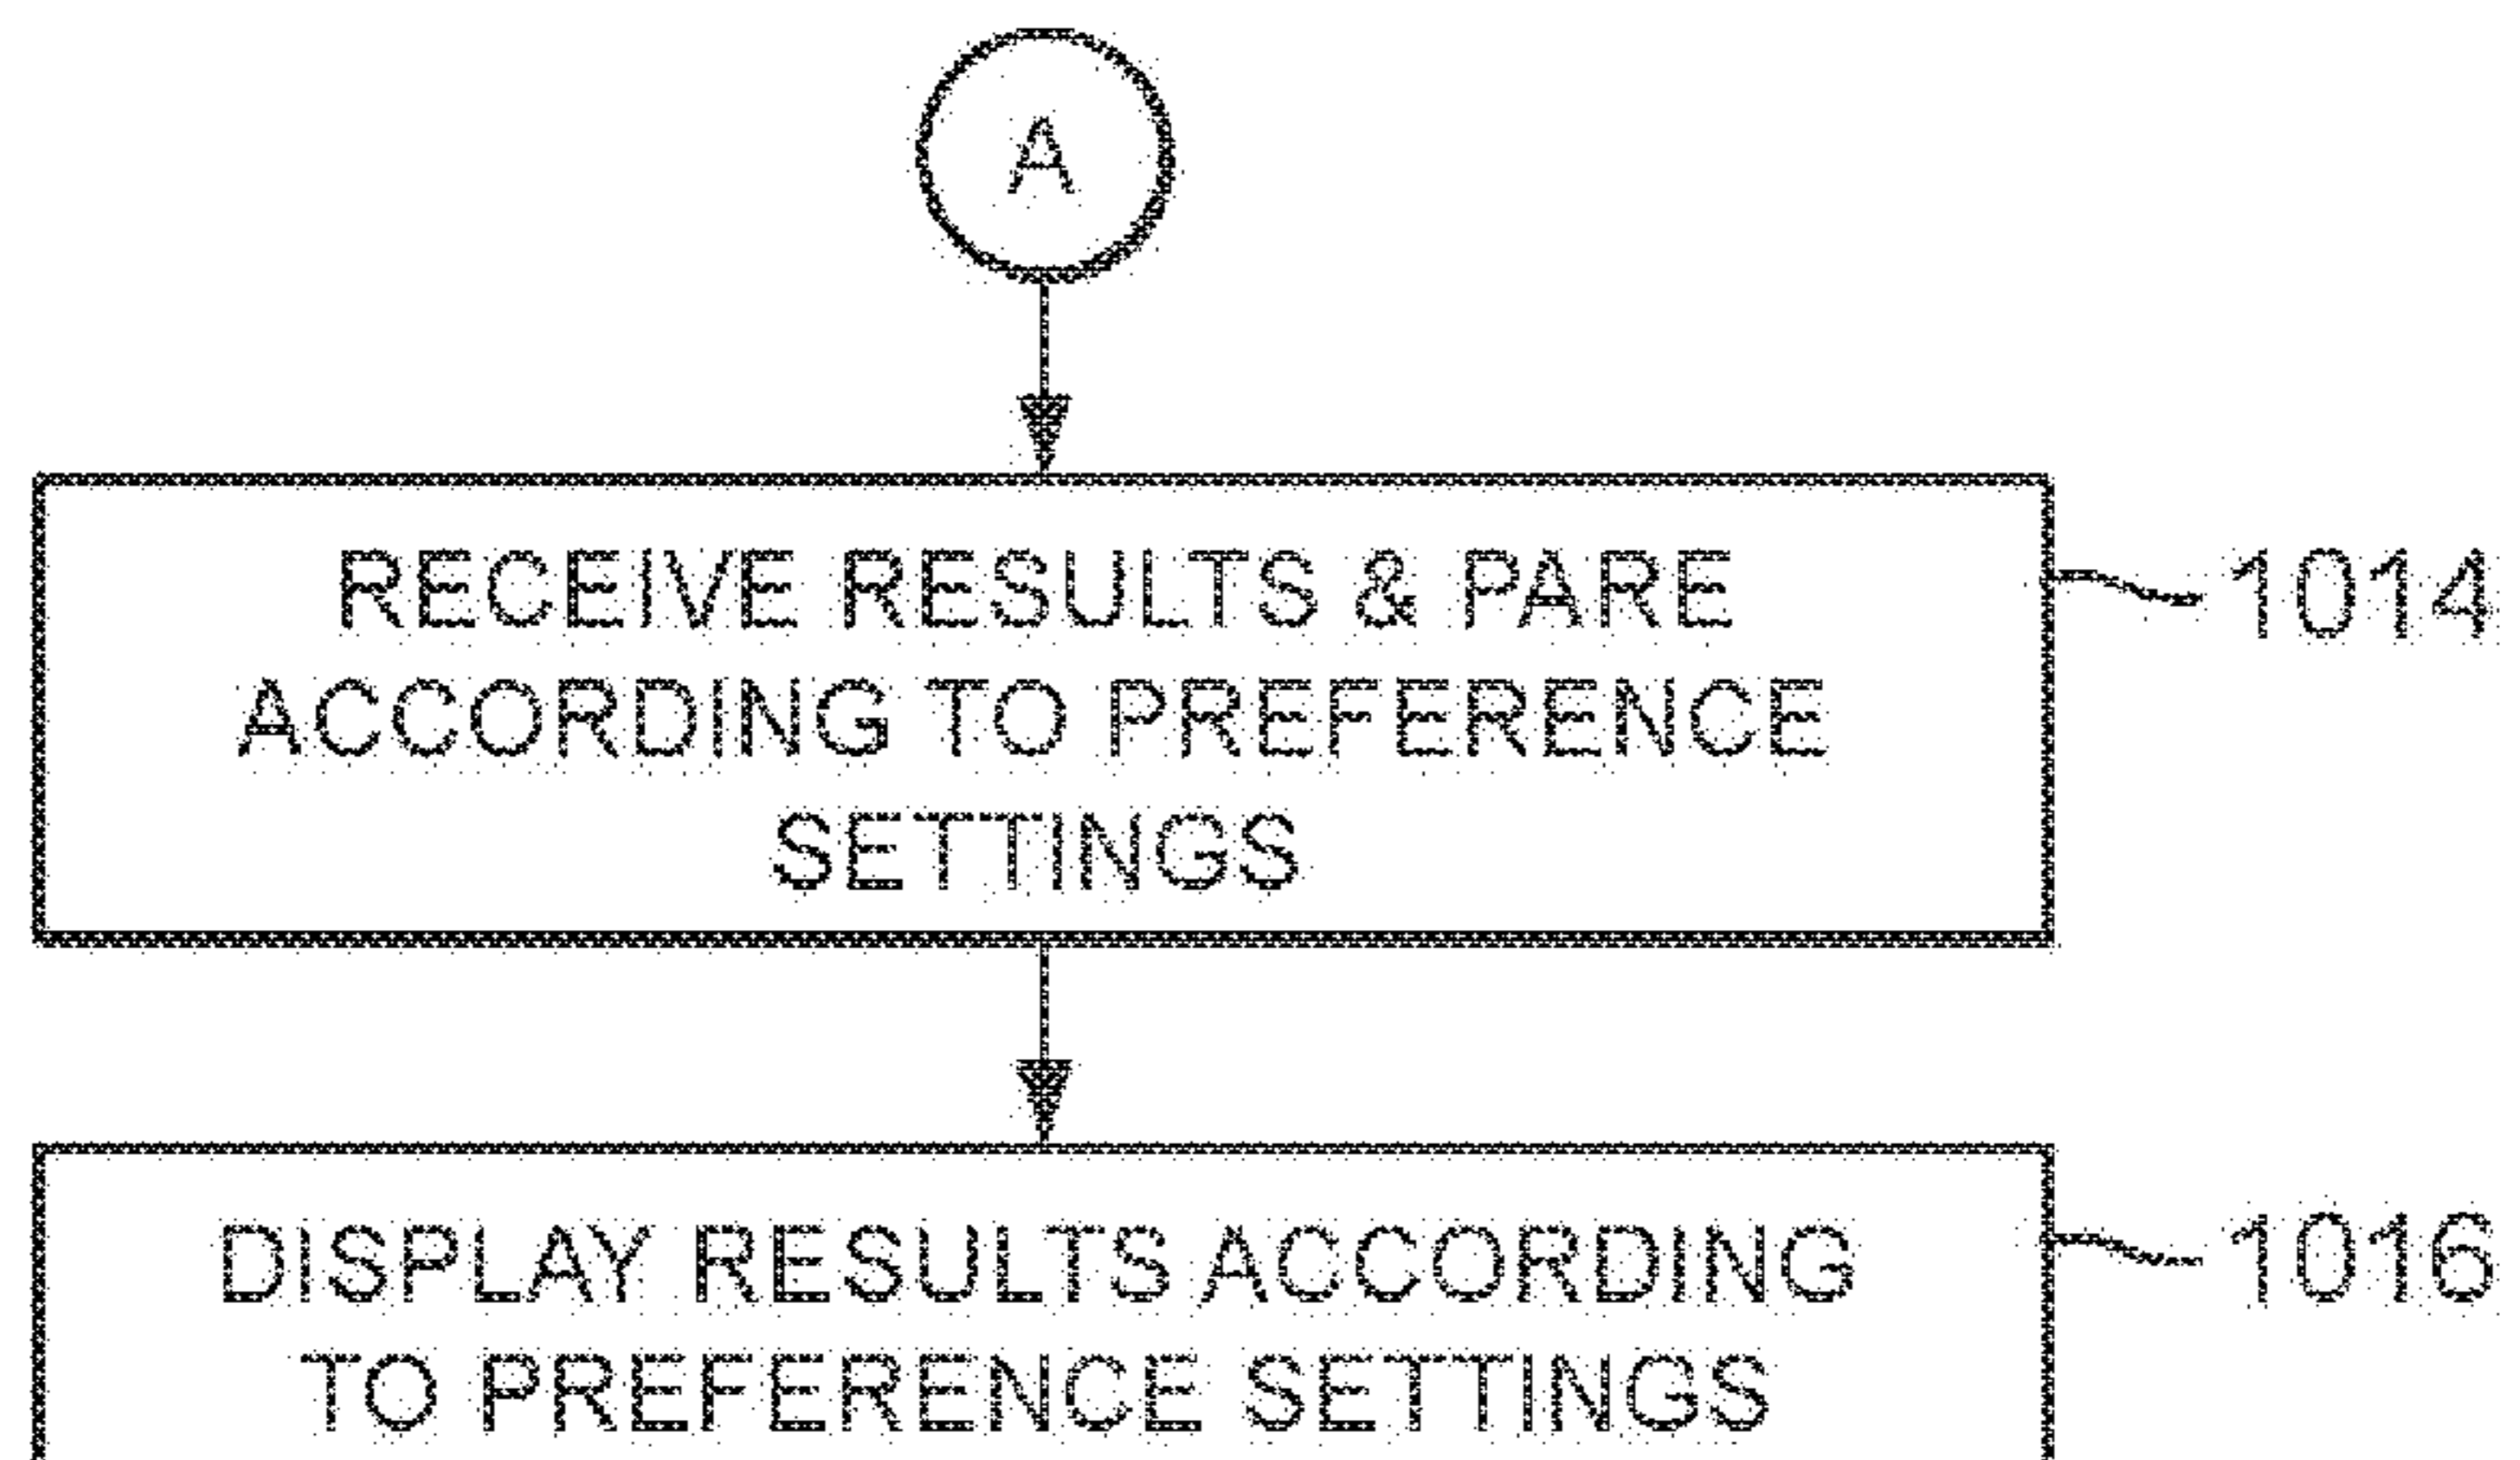 A
RECEIVE RESULTS & PARE
ACCORDING TO PREFERENCE
SETTINGS
1014
DISPLAY RESULTS ACCORDING
TO PREFERENCE SETTINGS
1016